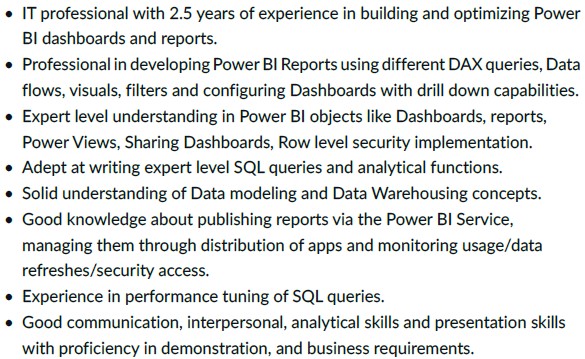 • IT professional with 2.5 years of experience in building and optimizing Power
BI dashboards and reports.
• Professional in developing Power BI Reports using different DAX queries, Data
flows, visuals, filters and configuring Dashboards with drill down capabilities.
• Expert level understanding in Power BI objects like Dashboards, reports,
Power Views, Sharing Dashboards, Row level security implementation.
• Adept at writing expert level SQL queries and analytical functions.
• Solid understanding of Data modeling and Data Warehousing concepts.
• Good knowledge about publishing reports via the Power BI Service,
managing them through distribution of apps and monitoring usage/data
refreshes/security access.
• Experience in performance tuning of SQL queries.
• Good communication, interpersonal, analytical skills and presentation skills
with proficiency in demonstration, and business requirements.